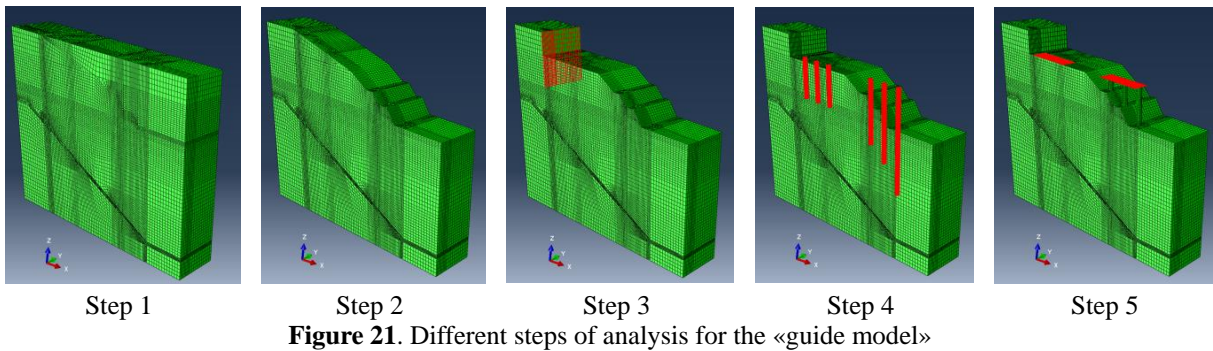 Z
Y
X
Z
Y
X
Z
Y
X
Z
Y
X
Z
Y
X
Step 1 Step 2 Step 3 Step 4 Step 5
Figure 21. Different steps of analysis for the «guide model»